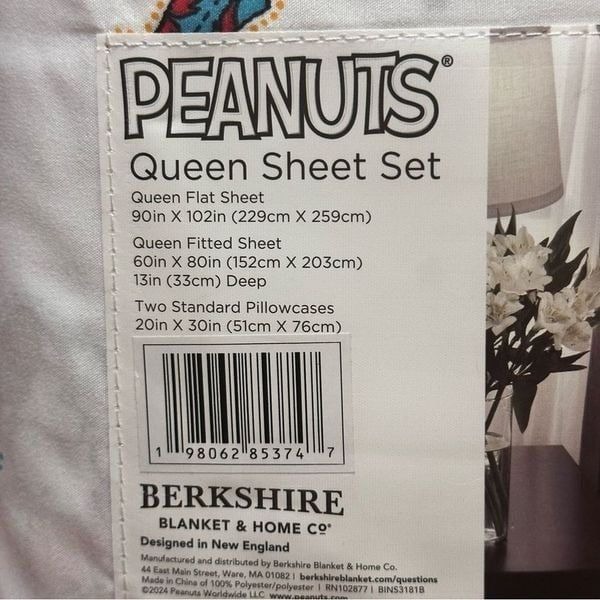 PEANUTS®
Queen Sheet Set
Queen Flat Sheet
90in X 102in (229cm X 259cm)
Queen Fitted Sheet
60in X 80in (152cm X 203cm)
13in (33cm) Deep
Two Standard Pillowcases
20in X 30in (51cm X 76cm)
1 98062 85374 7
BERKSHIRE
BLANKET & HOME Cº®
Designed in New England
Manufactured and distributed by Berkshire Blanket & Home Co.
44 East Main Street, Ware, MA 01082 | berkshireblanket.com/questions
Made in China of 100% Polyester/polyester | RN102877 | BINS3181B
©2024 Peanuts Worldwide LLC www.peanuts.com